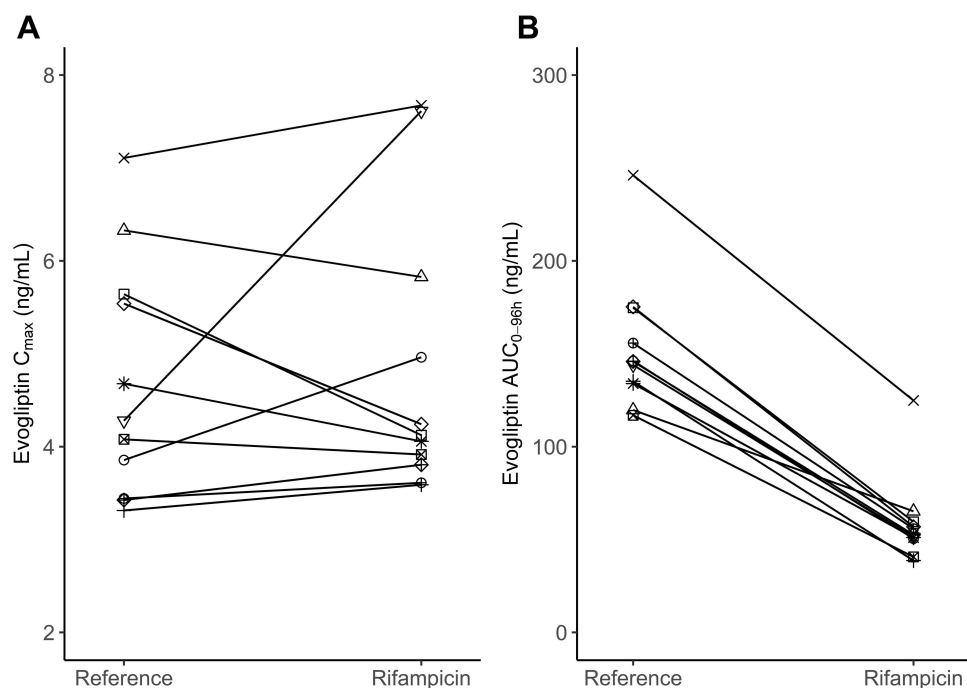 A
Evogliptin Cmax (ng/mL)
8
6
4
2
Reference
Rifampicin
B
Evogliptin AUC0–96h (ng/mL)
300
200
100
0
Reference
Rifampicin